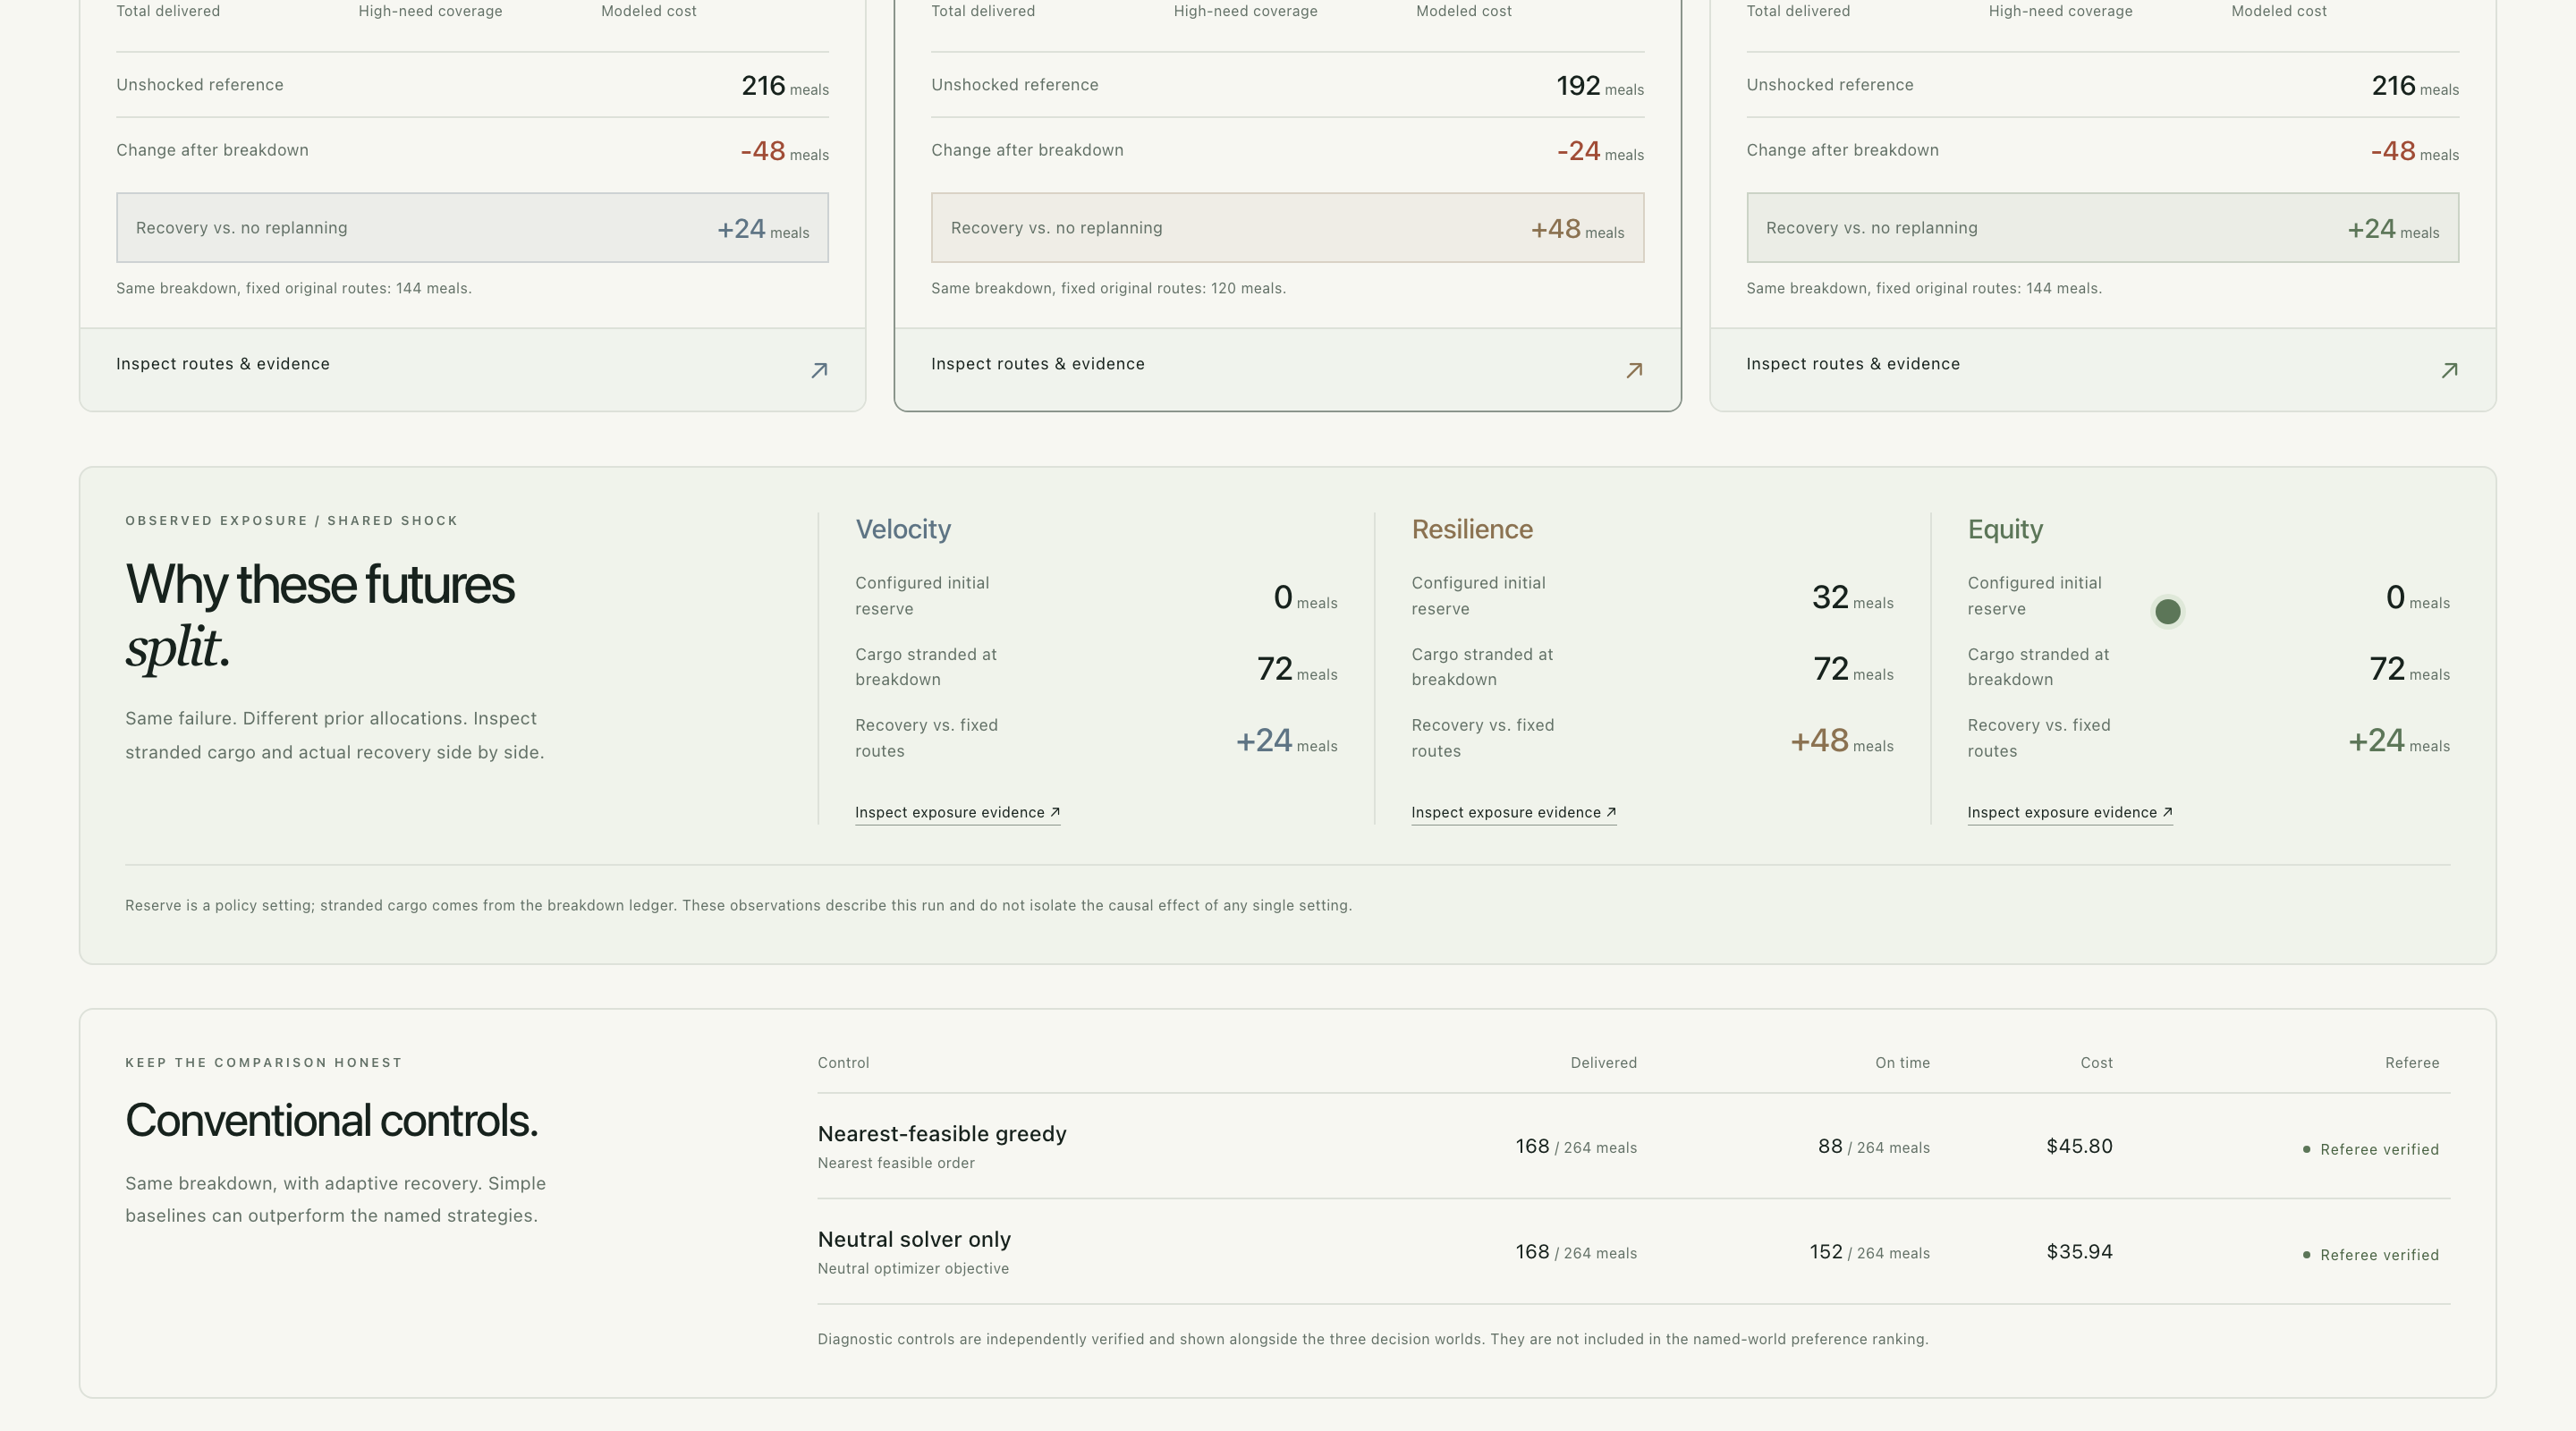 Total delivered High-need coverage Modeled cost
Unshocked reference 216 meals
Change after breakdown -48 meals
Recovery vs. no replanning +24 meals
Same breakdown, fixed original routes: 144 meals.
Inspect routes & evidence ↗
Total delivered High-need coverage Modeled cost
Unshocked reference 192 meals
Change after breakdown -24 meals
Recovery vs. no replanning +48 meals
Same breakdown, fixed original routes: 120 meals.
Inspect routes & evidence ↗
Total delivered High-need coverage Modeled cost
Unshocked reference 216 meals
Change after breakdown -48 meals
Recovery vs. no replanning +24 meals
Same breakdown, fixed original routes: 144 meals.
Inspect routes & evidence ↗
OBSERVED EXPOSURE / SHARED SHOCK
Why these futures
split.
Same failure. Different prior allocations. Inspect
stranded cargo and actual recovery side by side.
Velocity
Configured initial
reserve
0 meals
Cargo stranded at
breakdown
72 meals
Recovery vs. fixed
routes
+24 meals
Inspect exposure evidence ↗
Resilience
Configured initial
reserve
32 meals
Cargo stranded at
breakdown
72 meals
Recovery vs. fixed
routes
+48 meals
Inspect exposure evidence ↗
Equity
Configured initial
reserve
0 meals
Cargo stranded at
breakdown
72 meals
Recovery vs. fixed
routes
+24 meals
Inspect exposure evidence ↗
Reserve is a policy setting; stranded cargo comes from the breakdown ledger. These observations describe this run and do not isolate the causal effect of any single setting.
KEEP THE COMPARISON HONEST
Conventional controls.
Same breakdown, with adaptive recovery. Simple
baselines can outperform the named strategies.
Control Delivered On time Cost Referee
Nearest-feasible greedy
Nearest feasible order
168 / 264 meals 88 / 264 meals $45.80 Referee verified
Neutral solver only
Neutral optimizer objective
168 / 264 meals 152 / 264 meals $35.94 Referee verified
Diagnostic controls are independently verified and shown alongside the three decision worlds. They are not included in the named-world preference ranking.